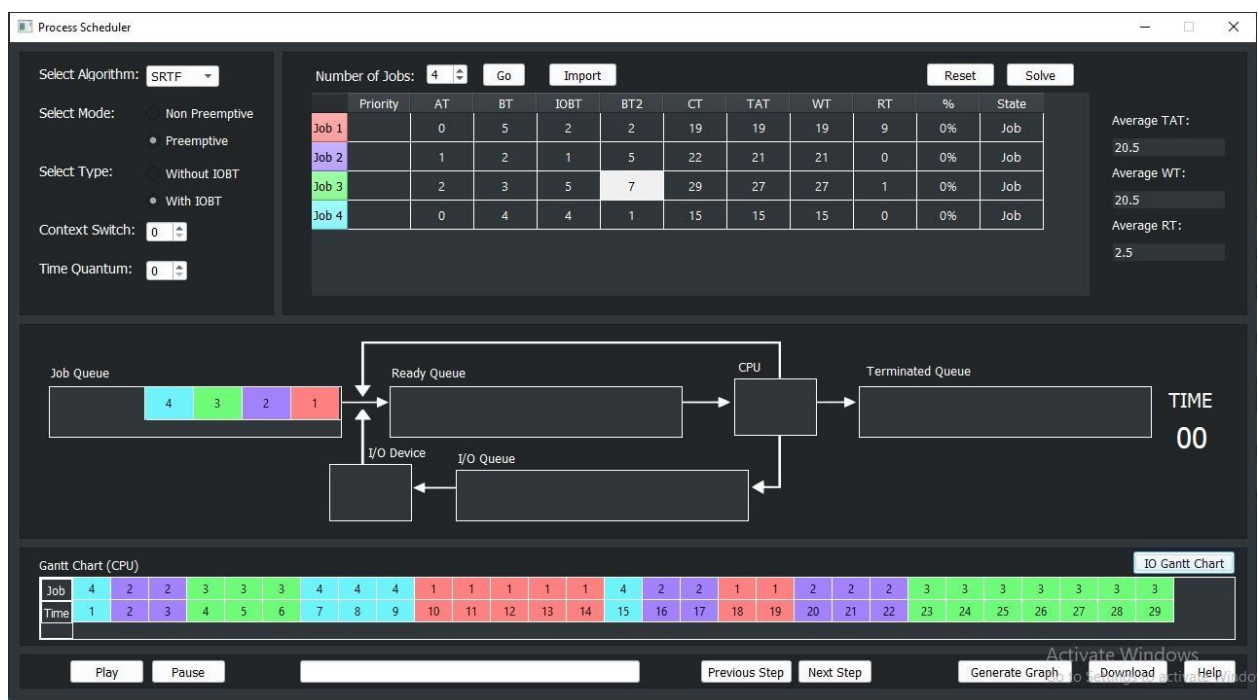 Process Scheduler
Select Algorithm: SRTF
Select Mode: Non Preemptive
Preemptive
Select Type: Without IOBT
With IOBT
Context Switch: 0
Time Quantum: 0
Number of Jobs: 4 Go Import Reset Solve
Priority AT BT IOBT BT2 CT TAT WT RT % State
Job 1 0 5 2 2 19 19 19 9 0% Job
Job 2 1 2 1 5 22 21 21 0 0% Job
Job 3 2 3 5 7 29 27 27 1 0% Job
Job 4 0 4 4 1 15 15 15 0 0% Job
Average TAT:
20.5
Average WT:
20.5
Average RT:
2.5
Job Queue
4 3 2 1
Ready Queue
CPU
Terminated Queue
TIME
00
I/O Device
I/O Queue
Gantt Chart (CPU)
IO Gantt Chart
Job 4 2 2 3 3 3 4 4 4 1 1 1 1 1 4 2 2 1 1 2 2 2 3 3 3 3 3 3 3
Time 1 2 3 4 5 6 7 8 9 10 11 12 13 14 15 16 17 18 19 20 21 22 23 24 25 26 27 28 29
Activate Windows
Go to Settings to activate Windo
Play Pause Previous Step Next Step Generate Graph Download Help